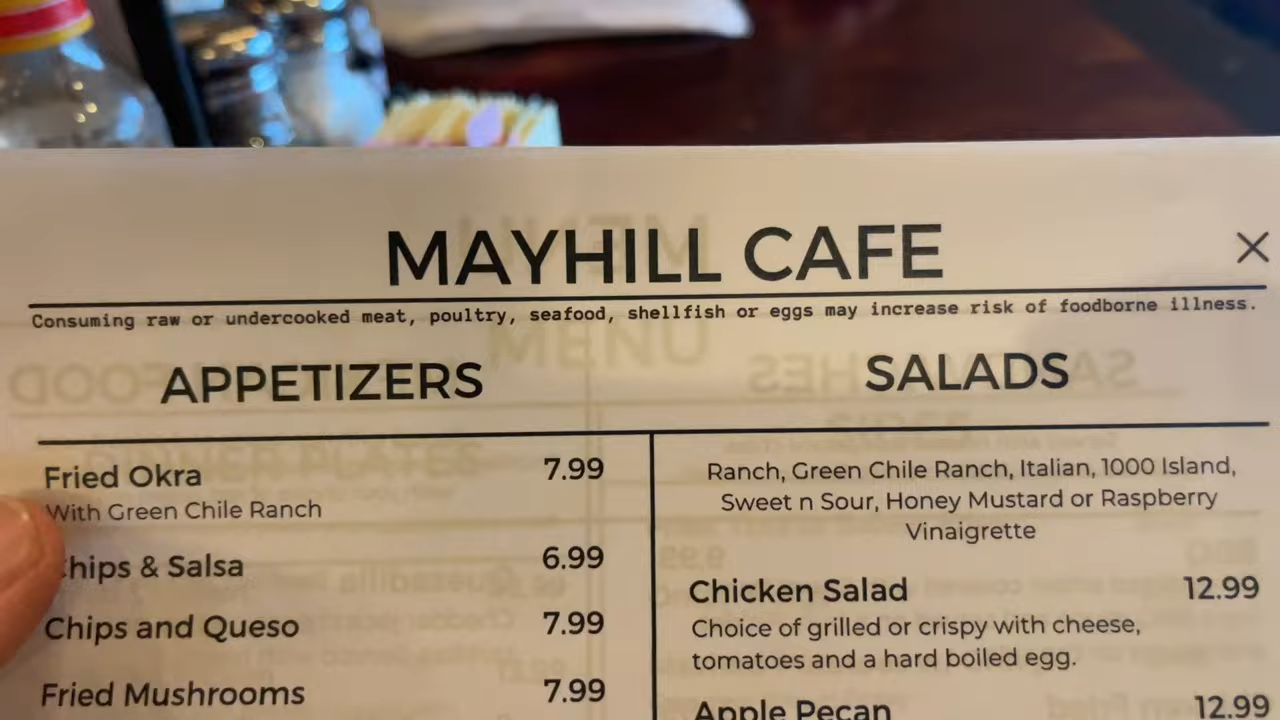 MAYHILL CAFE
Consuming raw or undercooked meat, poultry, seafood, shellfish or eggs may increase risk of foodborne illness.
APPETIZERS
Fried Okra 7.99
With Green Chile Ranch
Chips & Salsa 6.99
Chips and Queso 7.99
Fried Mushrooms 7.99
SALADS
Ranch, Green Chile Ranch, Italian, 1000 Island,
Sweet n Sour, Honey Mustard or Raspberry
Vinaigrette
Chicken Salad 12.99
Choice of grilled or crispy with cheese,
tomatoes and a hard boiled egg.
Apple Pecan 12.99